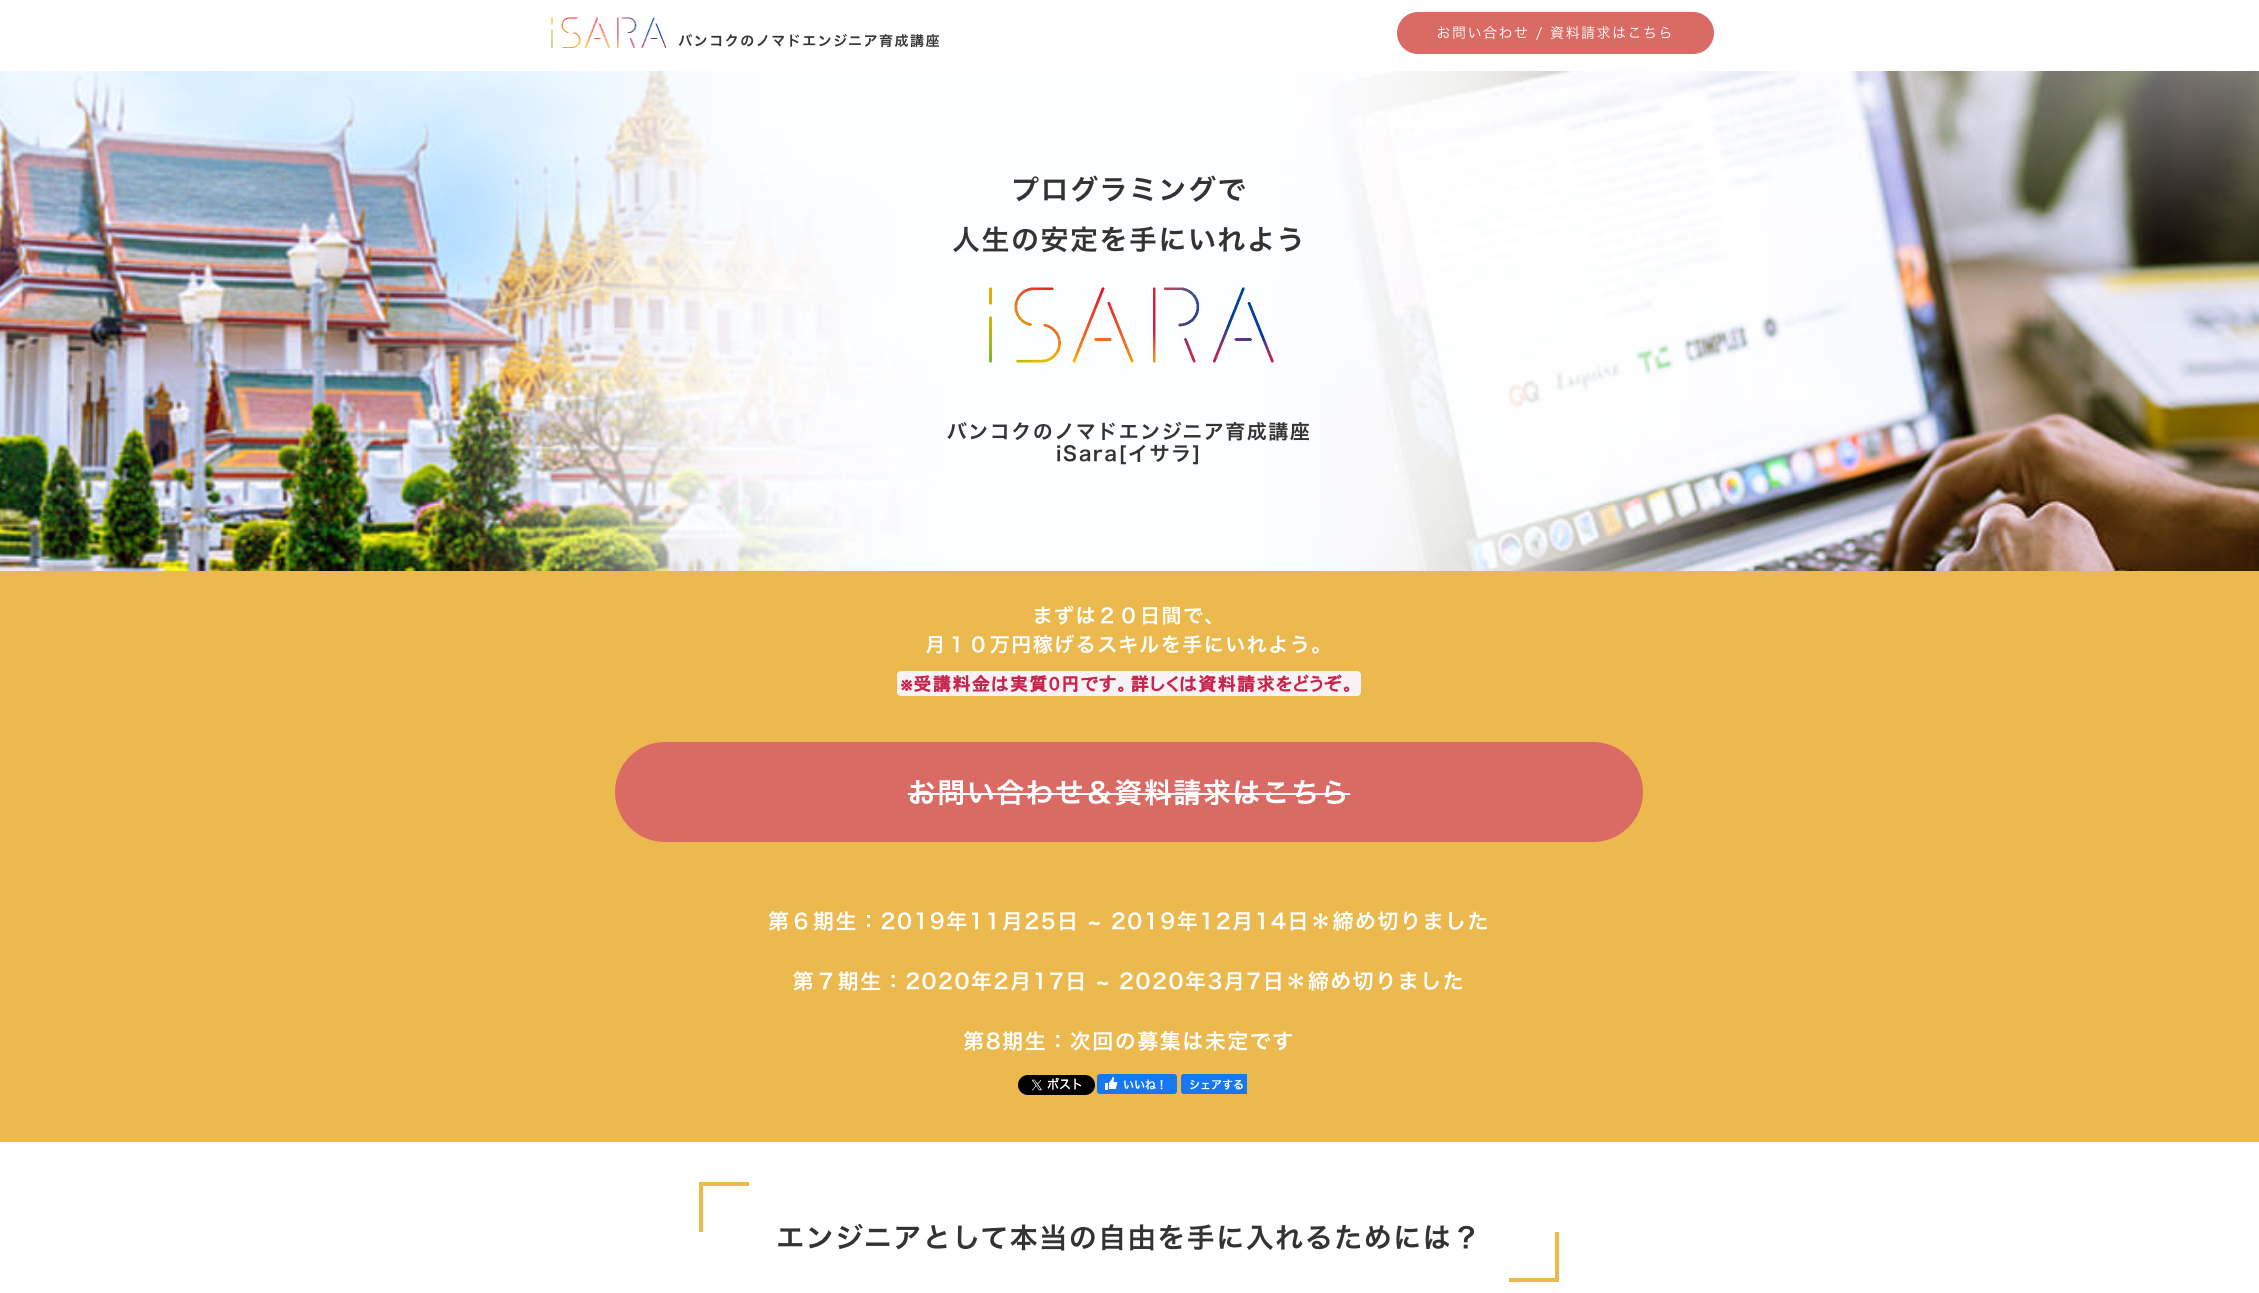 iSARA バンコクのノマドエンジニア育成講座
お問い合わせ / 資料請求はこちら
プログラミングで
人生の安定を手にいれよう
iSARA
バンコクのノマドエンジニア育成講座
iSara[イサラ]
GQ Esquire TC COMPLEX
まずは２０日間で、
月１０万円稼げるスキルを手にいれよう。
※受講料金は実質0円です。詳しくは資料請求をどうぞ。
お問い合わせ＆資料請求はこちら
第６期生：2019年11月25日 ~ 2019年12月14日＊締め切りました
第７期生：2020年2月17日 ~ 2020年3月7日＊締め切りました
第8期生：次回の募集は未定です
ポスト いいね！ シェアする
エンジニアとして本当の自由を手に入れるためには？